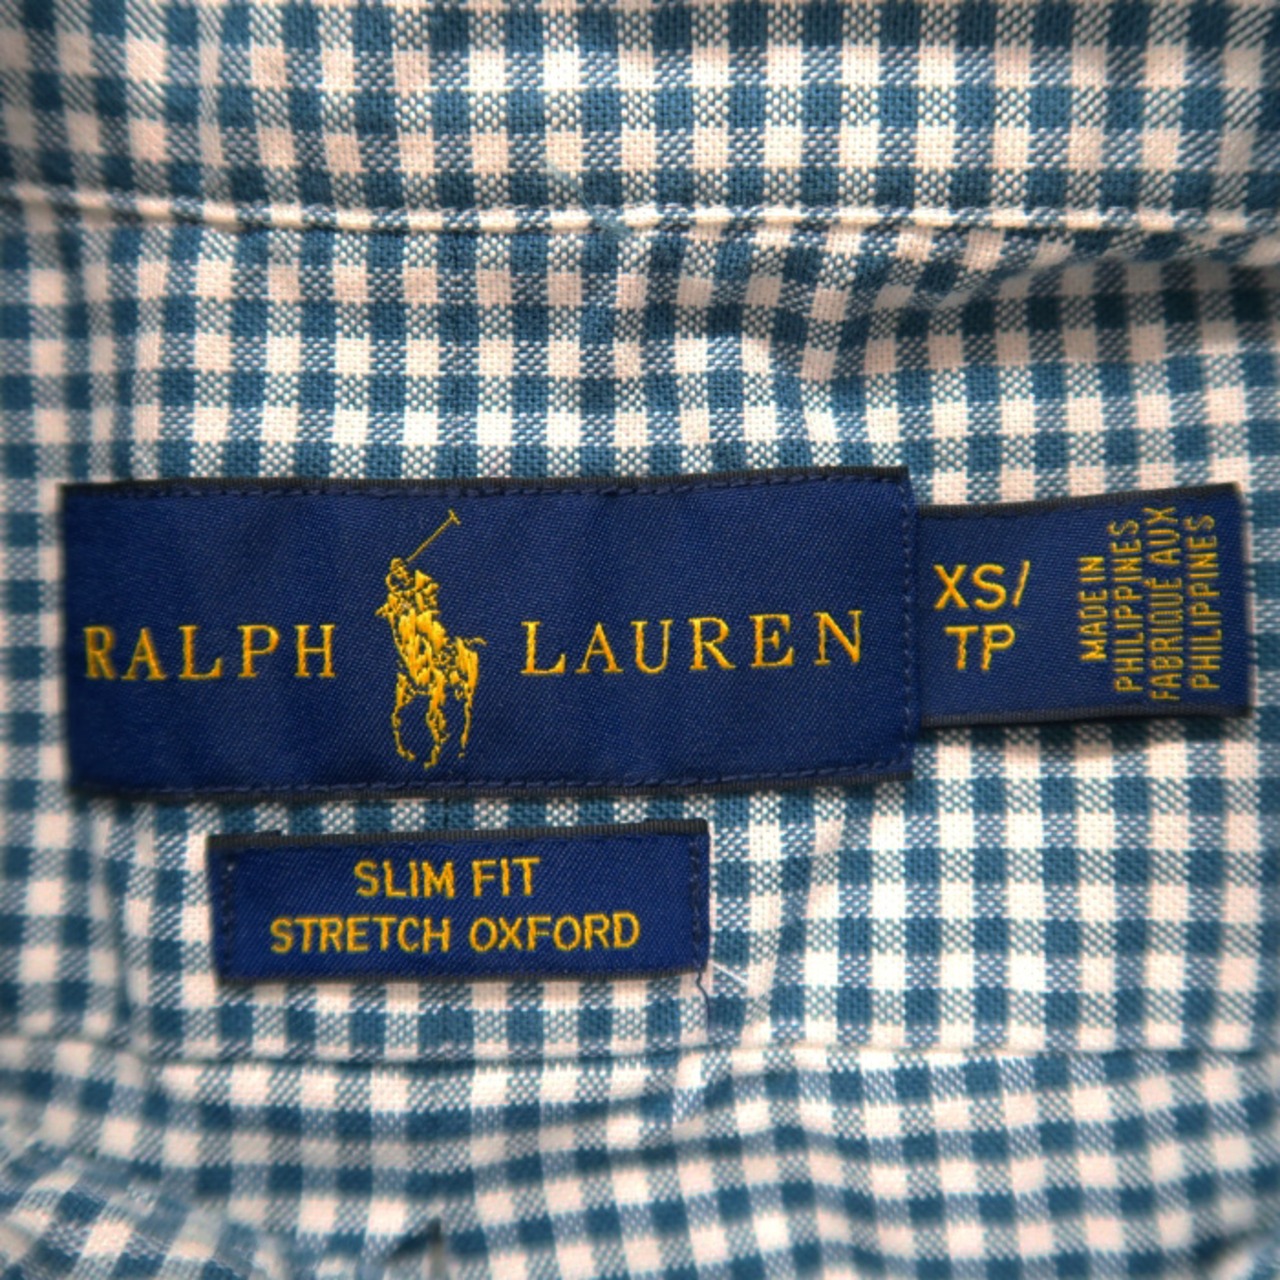 RALPH LAUREN
XS/
TP
MADE IN
PHILIPPINES
FABRIQUÉ AUX
PHILIPPINES
SLIM FIT
STRETCH OXFORD